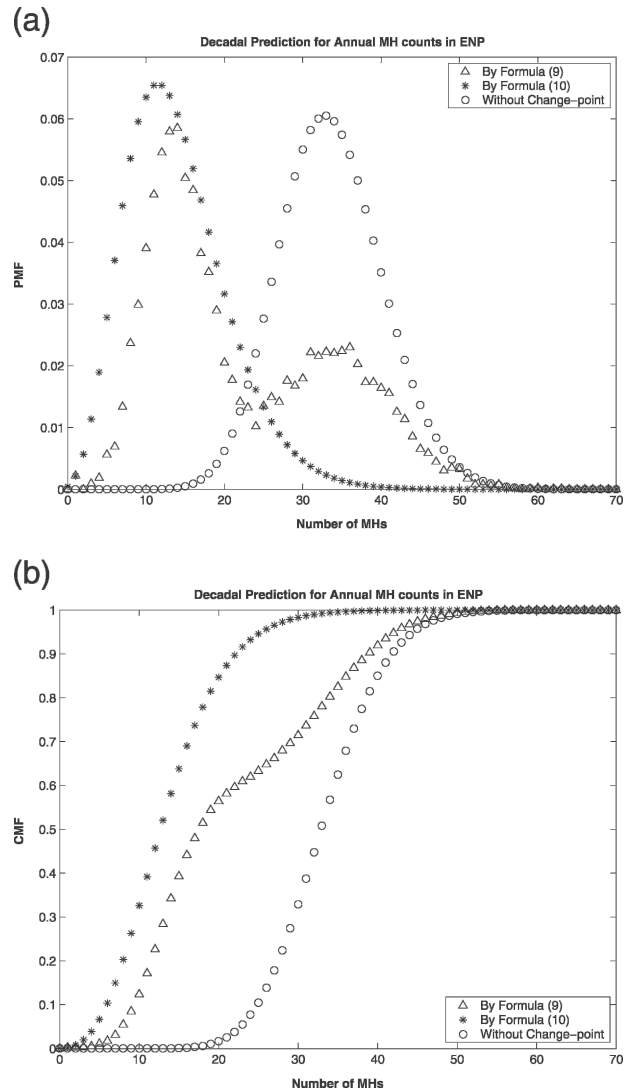 (a)
Decadal Prediction for Annual MH counts in ENP
By Formula (9)
By Formula (10)
Without Change-point
PMF
0.07
0.06
0.05
0.04
0.03
0.02
0.01
0
0 10 20 30 40 50 60 70
Number of MHs
(b)
Decadal Prediction for Annual MH counts in ENP
CMF
1
0.9
0.8
0.7
0.6
0.5
0.4
0.3
0.2
0.1
0
By Formula (9)
By Formula (10)
Without Change-point
0 10 20 30 40 50 60 70
Number of MHs